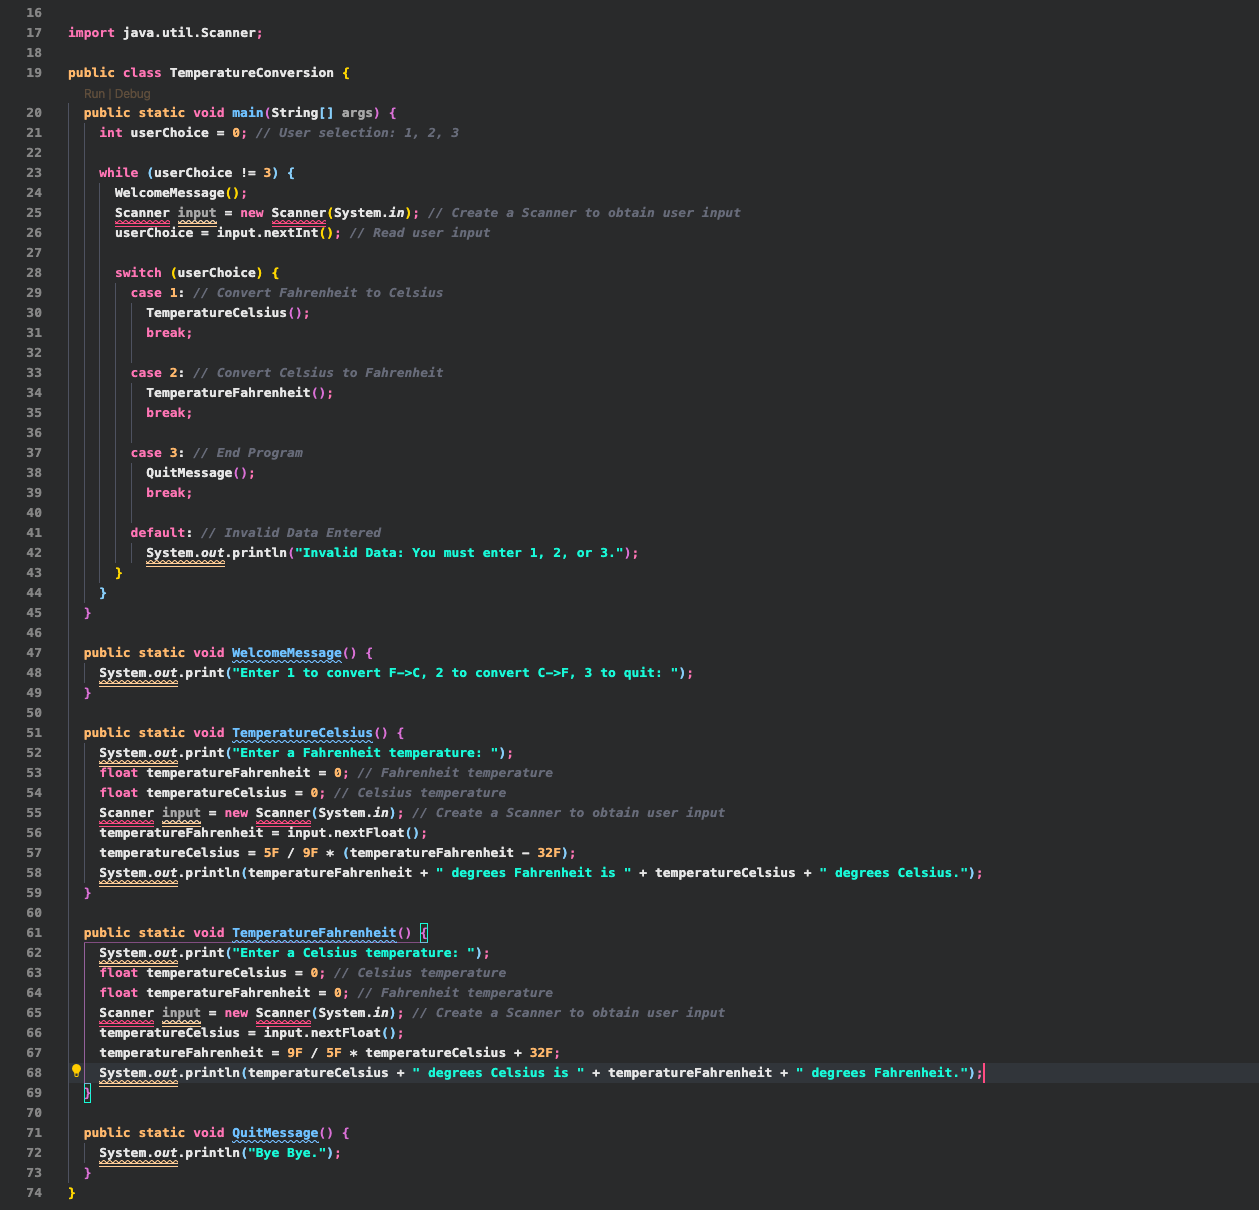 16
17 import java.util.Scanner;
18
19 public class TemperatureConversion {
Run | Debug
20 public static void main(String[] args) {
21 int userChoice = 0; // User selection: 1, 2, 3
22
23 while (userChoice != 3) {
24 WelcomeMessage();
25 Scanner input = new Scanner(System.in); // Create a Scanner to obtain user input
26 userChoice = input.nextInt(); // Read user input
27
28 switch (userChoice) {
29 case 1: // Convert Fahrenheit to Celsius
30 TemperatureCelsius();
31 break;
32
33 case 2: // Convert Celsius to Fahrenheit
34 TemperatureFahrenheit();
35 break;
36
37 case 3: // End Program
38 QuitMessage();
39 break;
40
41 default: // Invalid Data Entered
42 System.out.println("Invalid Data: You must enter 1, 2, or 3.");
43 }
44 }
45 }
46
47 public static void WelcomeMessage() {
48 System.out.print("Enter 1 to convert F->C, 2 to convert C->F, 3 to quit: ");
49 }
50
51 public static void TemperatureCelsius() {
52 System.out.print("Enter a Fahrenheit temperature: ");
53 float temperatureFahrenheit = 0; // Fahrenheit temperature
54 float temperatureCelsius = 0; // Celsius temperature
55 Scanner input = new Scanner(System.in); // Create a Scanner to obtain user input
56 temperatureFahrenheit = input.nextFloat();
57 temperatureCelsius = 5F / 9F * (temperatureFahrenheit - 32F);
58 System.out.println(temperatureFahrenheit + " degrees Fahrenheit is " + temperatureCelsius + " degrees Celsius.");
59 }
60
61 public static void TemperatureFahrenheit() {
62 System.out.print("Enter a Celsius temperature: ");
63 float temperatureCelsius = 0; // Celsius temperature
64 float temperatureFahrenheit = 0; // Fahrenheit temperature
65 Scanner input = new Scanner(System.in); // Create a Scanner to obtain user input
66 temperatureCelsius = input.nextFloat();
67 temperatureFahrenheit = 9F / 5F * temperatureCelsius + 32F;
68 System.out.println(temperatureCelsius + " degrees Celsius is " + temperatureFahrenheit + " degrees Fahrenheit.");
69 }
70
71 public static void QuitMessage() {
72 System.out.println("Bye Bye.");
73 }
74 }